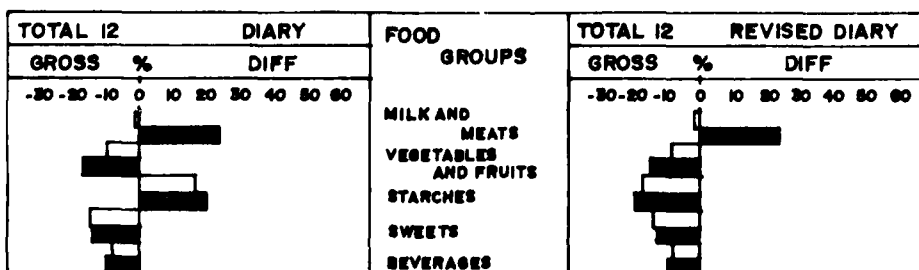 TOTAL 12 DIARY
GROSS % DIFF
-30 -20 -10 0 10 20 30 40 50 60
FOOD
GROUPS
MILK AND
MEATS
VEGETABLES
AND FRUITS
STARCHES
SWEETS
BEVERAGES
TOTAL 12 REVISED DIARY
GROSS % DIFF
-30 -20 -10 0 10 20 30 40 50 60